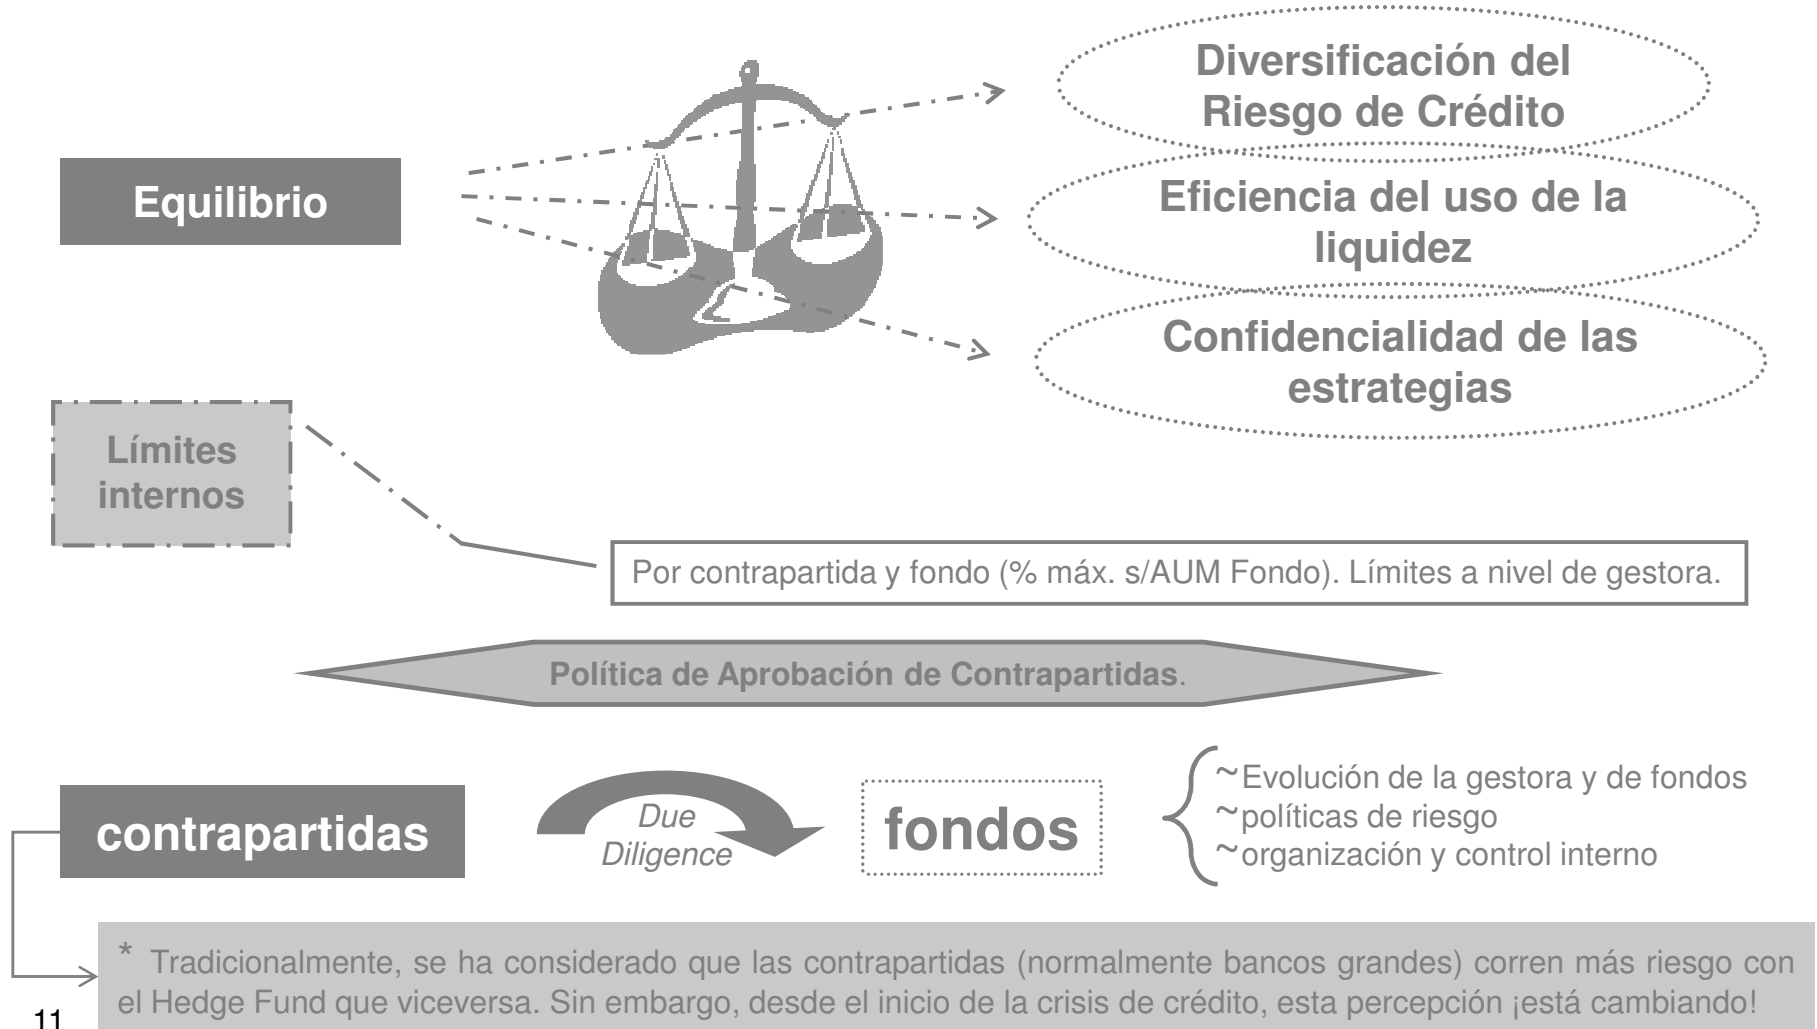 Diversificación del
Riesgo de Crédito
Equilibrio
Eficiencia del uso de la
liquidez
Confidencialidad de las
estrategias
Límites
internos
Por contrapartida y fondo (% máx. s/AUM Fondo). Límites a nivel de gestora.
Política de Aprobación de Contrapartidas.
contrapartidas
Due
Diligence
fondos
~Evolución de la gestora y de fondos
~políticas de riesgo
~organización y control interno
* Tradicionalmente, se ha considerado que las contrapartidas (normalmente bancos grandes) corren más riesgo con
el Hedge Fund que viceversa. Sin embargo, desde el inicio de la crisis de crédito, esta percepción ¡está cambiando!
11